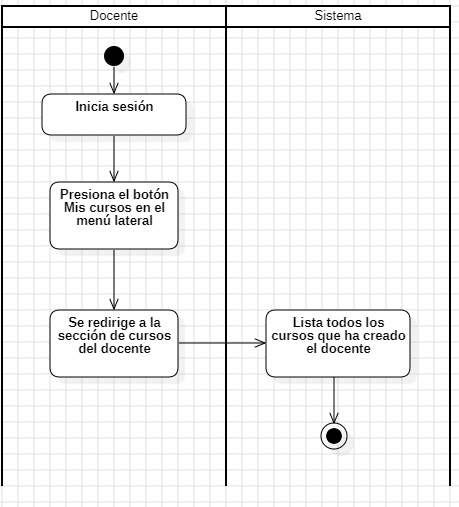 Docente
Sistema
Inicia sesión
Presiona el botón
Mis cursos en el
menú lateral
Se redirige a la
sección de cursos
del docente
Lista todos los
cursos que ha creado
el docente